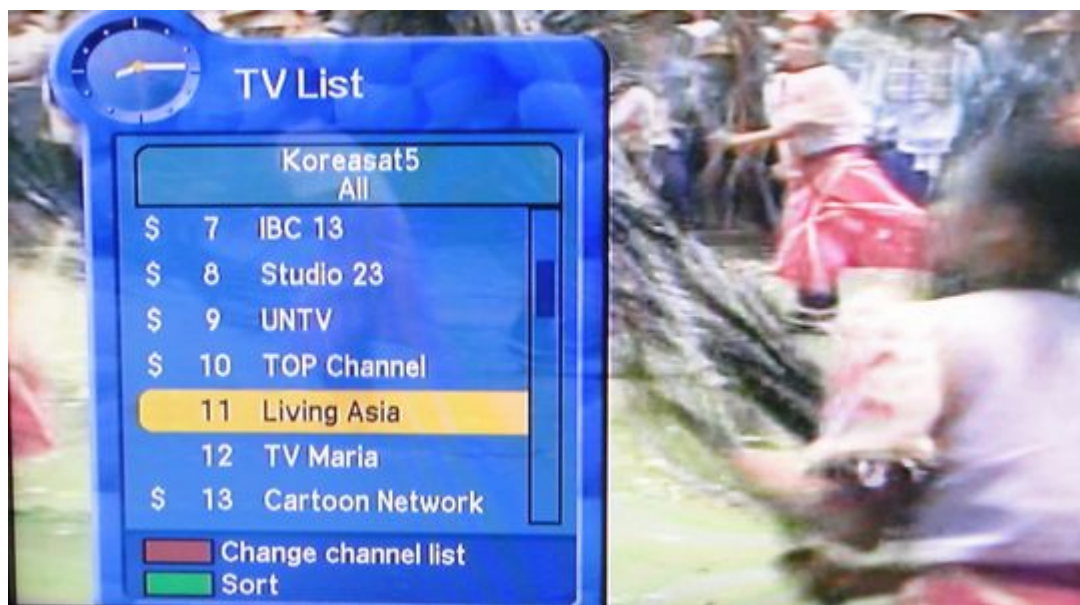 TV List
Koreasat5
All
$ 7 IBC 13
$ 8 Studio 23
$ 9 UNTV
$ 10 TOP Channel
11 Living Asia
12 TV Maria
$ 13 Cartoon Network
Change channel list
Sort